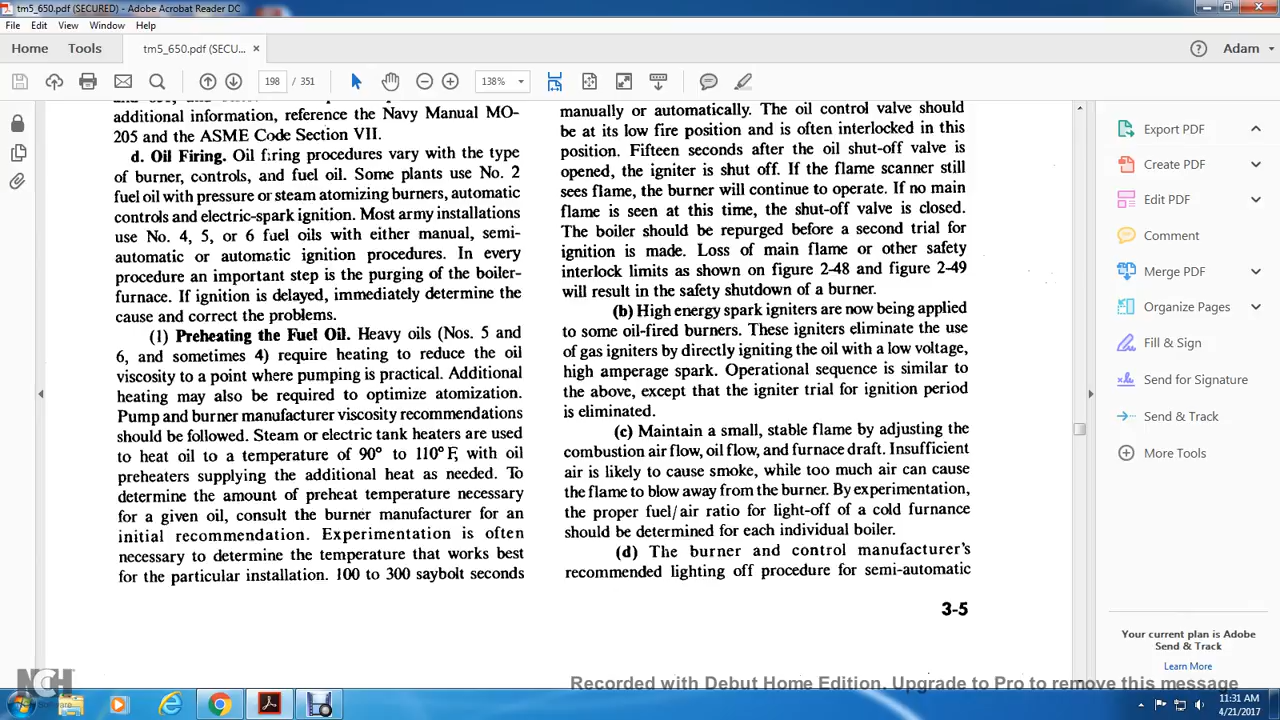 tm5_650.pdf (SECURED) - Adobe Acrobat Reader DC
File Edit View Window Help
Home Tools tm5_650.pdf (SECU... ×
Adam
198 / 351
138%
additional information, reference the Navy Manual MO-
205 and the ASME Code Section VII.
d. Oil Firing. Oil firing procedures vary with the type
of burner, controls, and fuel oil. Some plants use No. 2
fuel oil with pressure or steam atomizing burners, automatic
controls and electric-spark ignition. Most army installations
use No. 4, 5, or 6 fuel oils with either manual, semi-
automatic or automatic ignition procedures. In every
procedure an important step is the purging of the boiler-
furnace. If ignition is delayed, immediately determine the
cause and correct the problems.
(1) Preheating the Fuel Oil. Heavy oils (Nos. 5 and
6, and sometimes 4) require heating to reduce the oil
viscosity to a point where pumping is practical. Additional
heating may also be required to optimize atomization.
Pump and burner manufacturer viscosity recommendations
should be followed. Steam or electric tank heaters are used
to heat oil to a temperature of 90° to 110° F, with oil
preheaters supplying the additional heat as needed. To
determine the amount of preheat temperature necessary
for a given oil, consult the burner manufacturer for an
initial recommendation. Experimentation is often
necessary to determine the temperature that works best
for the particular installation. 100 to 300 saybolt seconds
manually or automatically. The oil control valve should
be at its low fire position and is often interlocked in this
position. Fifteen seconds after the oil shut-off valve is
opened, the igniter is shut off. If the flame scanner still
sees flame, the burner will continue to operate. If no main
flame is seen at this time, the shut-off valve is closed.
The boiler should be repurged before a second trial for
ignition is made. Loss of main flame or other safety
interlock limits as shown on figure 2-48 and figure 2-49
will result in the safety shutdown of a burner.
(b) High energy spark igniters are now being applied
to some oil-fired burners. These igniters eliminate the use
of gas igniters by directly igniting the oil with a low voltage,
high amperage spark. Operational sequence is similar to
the above, except that the igniter trial for ignition period
is eliminated.
(c) Maintain a small, stable flame by adjusting the
combustion air flow, oil flow, and furnace draft. Insufficient
air is likely to cause smoke, while too much air can cause
the flame to blow away from the burner. By experimentation,
the proper fuel/air ratio for light-off of a cold furnance
should be determined for each individual boiler.
(d) The burner and control manufacturer's
recommended lighting off procedure for semi-automatic
3-5
Export PDF
Create PDF
Edit PDF
Comment
Merge PDF
Organize Pages
Fill & Sign
Send for Signature
Send & Track
More Tools
Your current plan is Adobe
Send & Track
Learn More
NCH
Software
Recorded with Debut Home Edition. Upgrade to Pro to remove this message
11:31 AM
4/21/2017